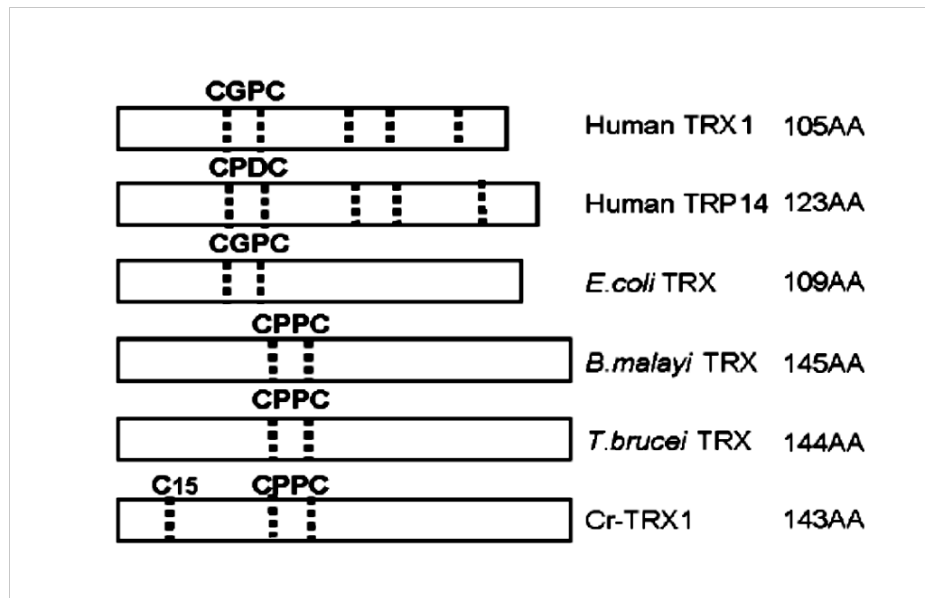 CGPC
Human TRX1 105AA
CPDC
Human TRP14 123AA
CGPC
E.coli TRX 109AA
CPPC
B.malayi TRX 145AA
CPPC
T.brucei TRX 144AA
C15 CPPC
Cr-TRX1 143AA